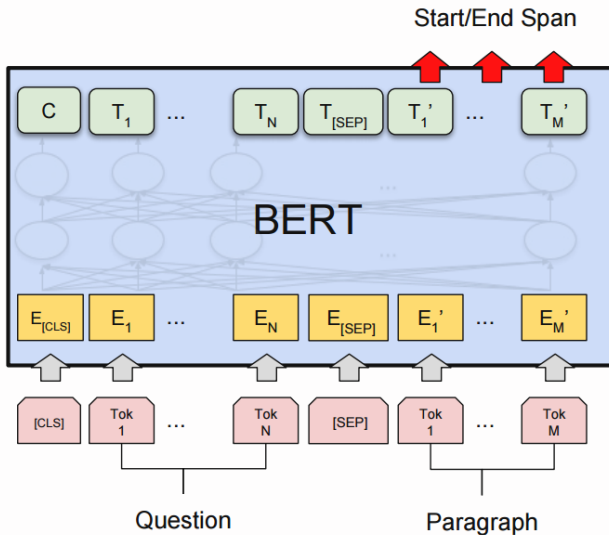 Start/End Span
C T1 ... TN T[SEP] T1' ... TM'
...
BERT
...
E[CLS] E1 ... EN E[SEP] E1' ... EM'
[CLS] Tok 1 ... Tok N [SEP] Tok 1 ... Tok M
Question Paragraph